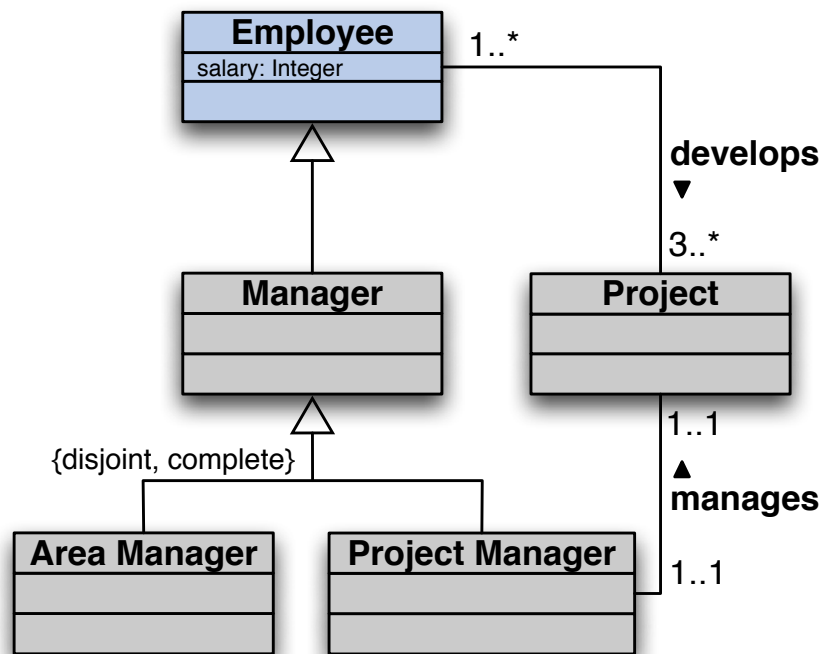 Employee
salary: Integer
1..*
develops
▼
3..*
Manager
Project
1..1
{disjoint, complete}
▲
manages
Area Manager
Project Manager
1..1